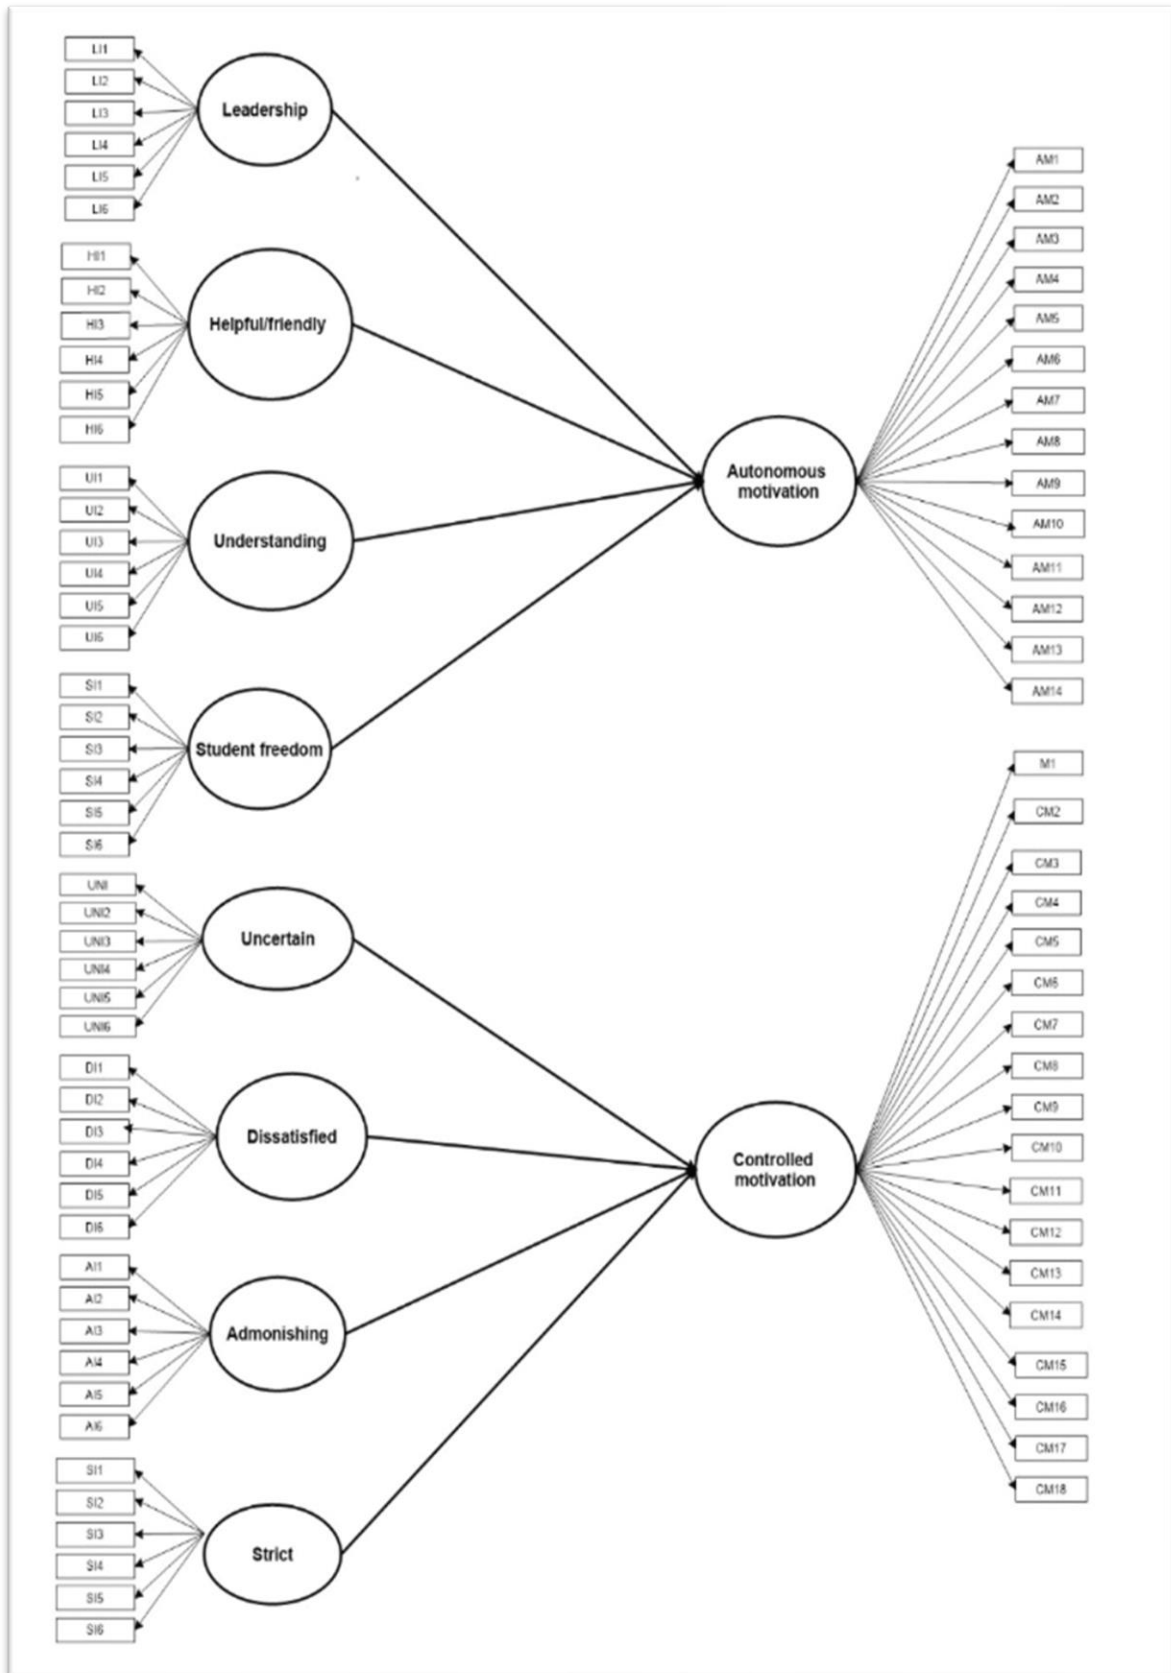 LI1
LI2
LI3
LI4
LI5
LI6
Leadership
HI1
HI2
HI3
HI4
HI5
HI6
Helpful/friendly
UI1
UI2
UI3
UI4
UI5
UI6
Understanding
SI1
SI2
SI3
SI4
SI5
SI6
Student freedom
UNI
UNI2
UNI3
UNI4
UNI5
UNI6
Uncertain
DI1
DI2
DI3
DI4
DI5
DI6
Dissatisfied
AI1
AI2
AI3
AI4
AI5
AI6
Admonishing
SI1
SI2
SI3
SI4
SI5
SI6
Strict
Autonomous
motivation
AM1
AM2
AM3
AM4
AM5
AM6
AM7
AM8
AM9
AM10
AM11
AM12
AM13
AM14
Controlled
motivation
M1
CM2
CM3
CM4
CM5
CM6
CM7
CM8
CM9
CM10
CM11
CM12
CM13
CM14
CM15
CM16
CM17
CM18